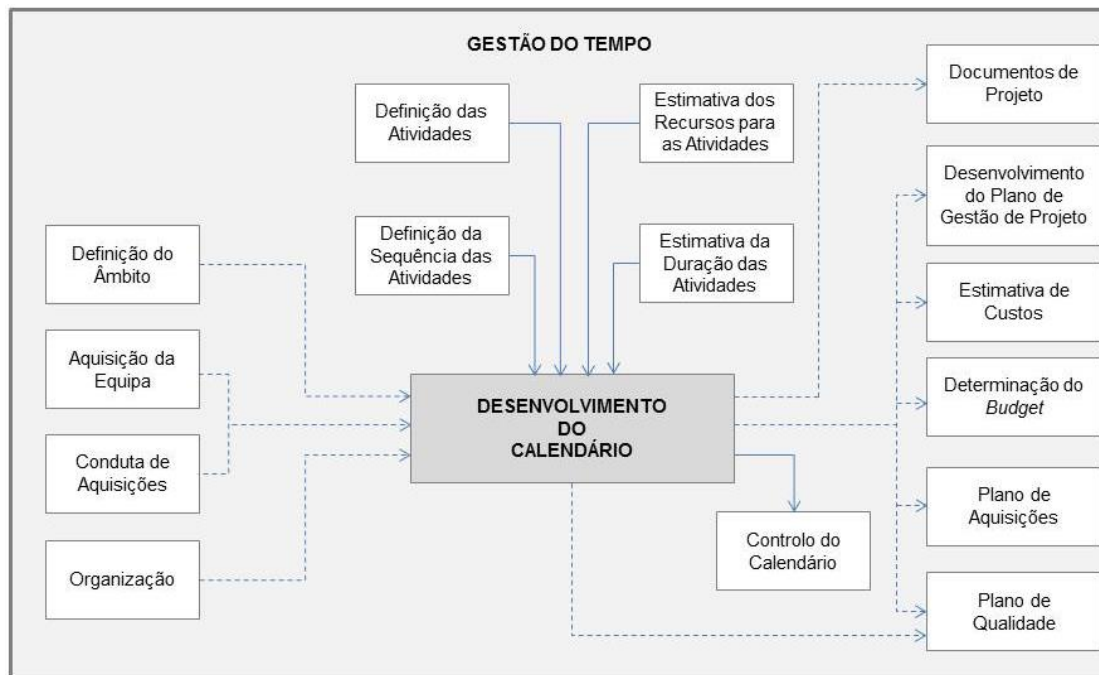 GESTÃO DO TEMPO
Definição das
Atividades
Estimativa dos
Recursos para
as Atividades
Documentos de
Projeto
Desenvolvimento
do Plano de
Gestão de Projeto
Definição do
Âmbito
Definição da
Sequência das
Atividades
Estimativa da
Duração das
Atividades
Estimativa de
Custos
Aquisição da
Equipa
DESENVOLVIMENTO
DO
CALENDÁRIO
Determinação do
Budget
Conduta de
Aquisições
Plano de
Aquisições
Controlo do
Calendário
Organização
Plano de
Qualidade